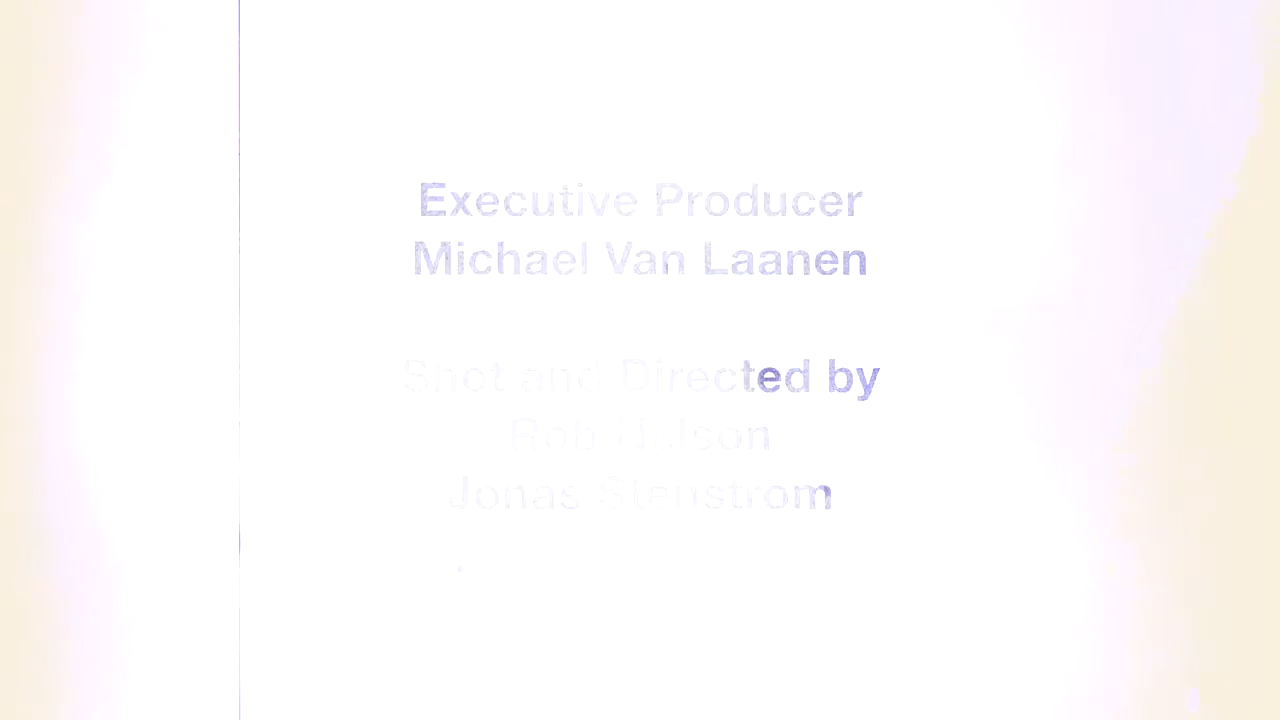 Executive Producer
Michael Van Laanen
Shot and Directed by
Rob
Jonas Stenstrom